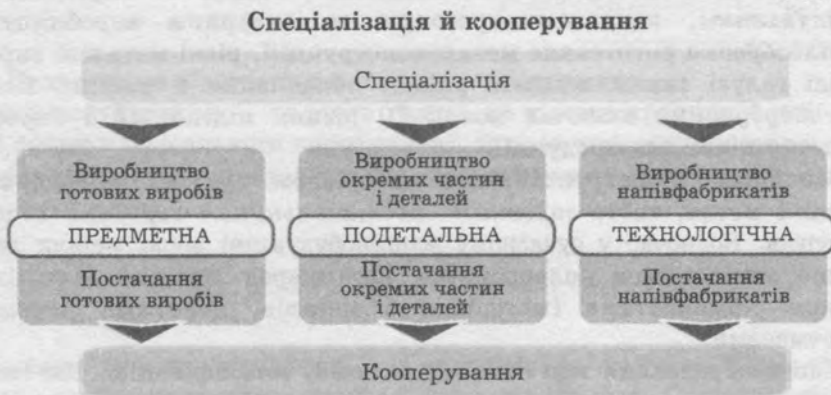 Спеціалізація й кооперування
Спеціалізація
Виробництво
готових виробів
ПРЕДМЕТНА
Постачання
готових виробів
Виробництво
окремих частин
і деталей
ПОДЕТАЛЬНА
Постачання
окремих частин
і деталей
Виробництво
напівфабрикатів
ТЕХНОЛОГІЧНА
Постачання
напівфабрикатів
Кооперування